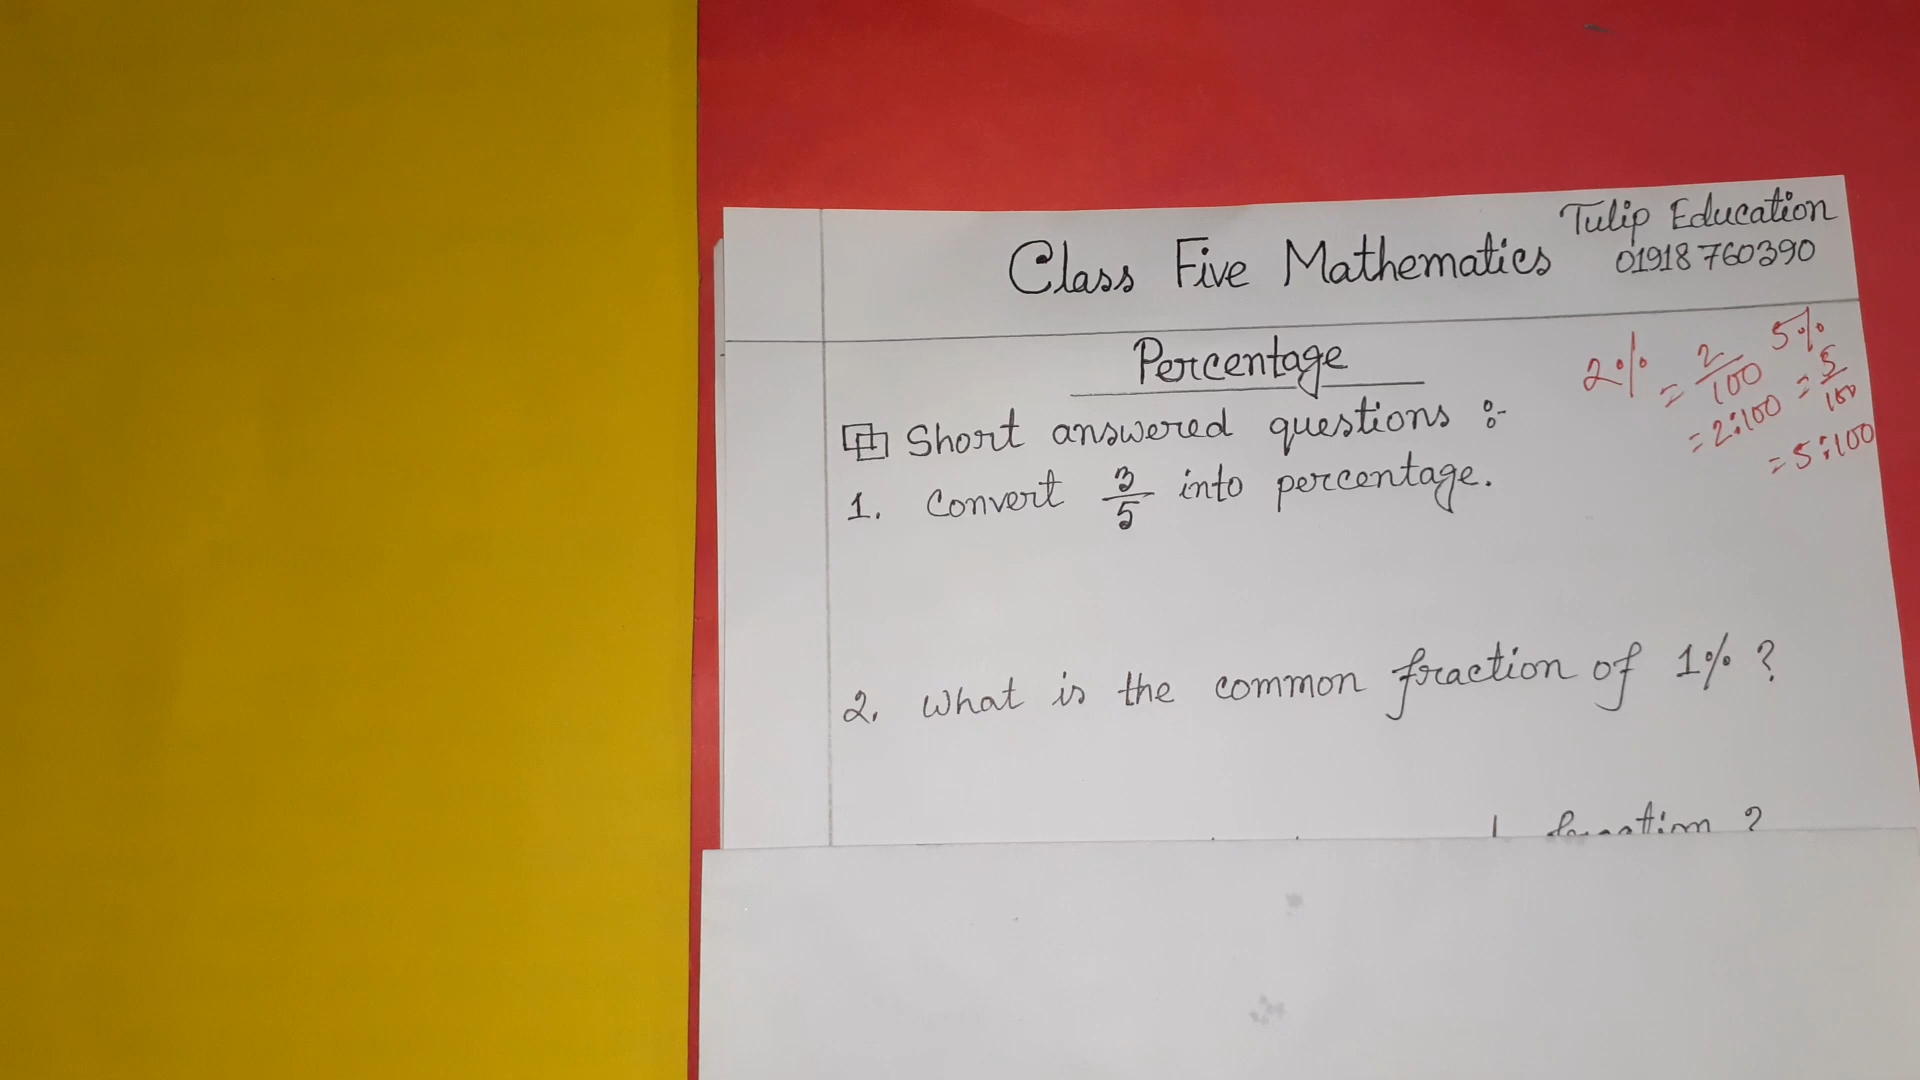 Tulip Education
Class Five Mathematics 01918760390
Percentage
Short answered questions :-
1. Convert 3/5 into percentage.
2% = 2/100
= 2:100
5%
= 5/100
= 5:100
2. What is the common fraction of 1% ?
fraction ?